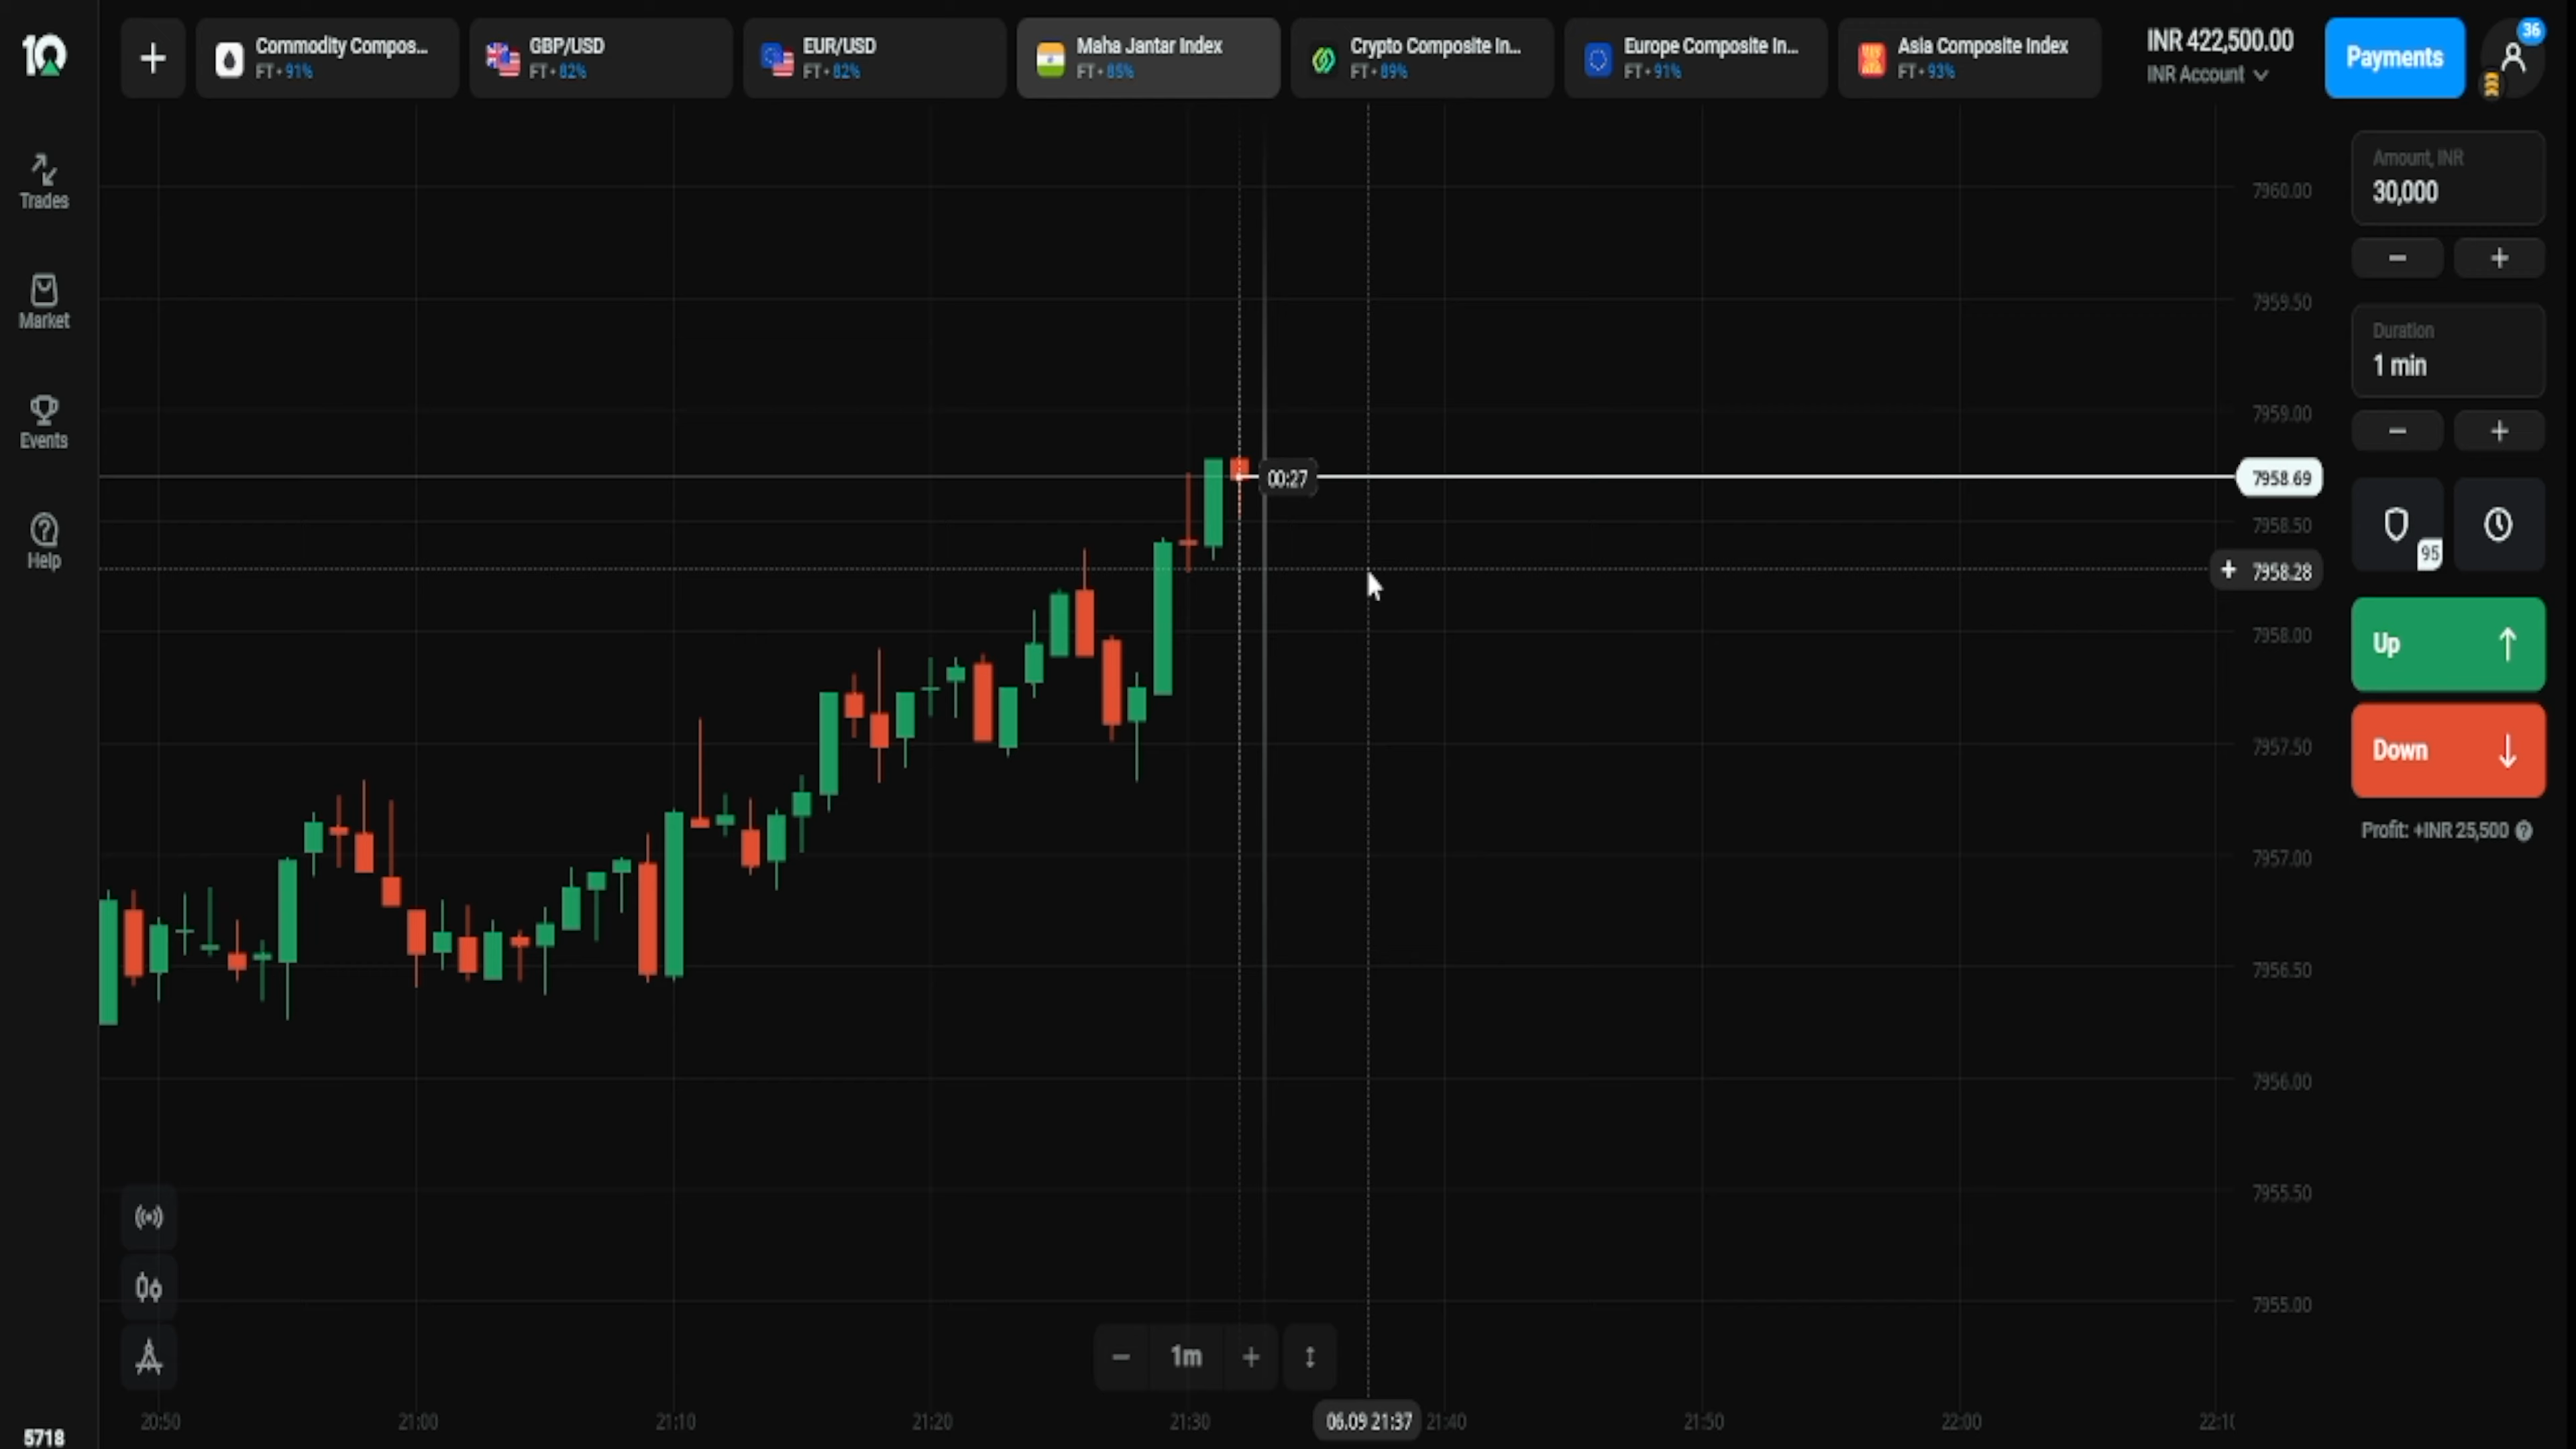 Commodity Compos...
FT • 91%
GBP/USD
FT • 82%
EUR/USD
FT • 82%
Maha Jantar Index
FT • 85%
Crypto Composite In...
FT • 89%
Europe Composite In...
FT • 91%
Asia Composite Index
FT • 93%
INR 422,500.00
INR Account
Payments
36
Trades
Market
Events
Help
5718
7960.00
7959.50
7959.00
7958.69
7958.50
+ 7958.28
7958.00
7957.50
7957.00
7956.50
7956.00
7955.50
7955.00
00:27
Amount, INR
30,000
− +
Duration
1 min
− +
95
Up
Down
Profit: +INR 25,500
− 1m +
20:50
21:00
21:10
21:20
21:30
06.09 21:37
21:40
21:50
22:00